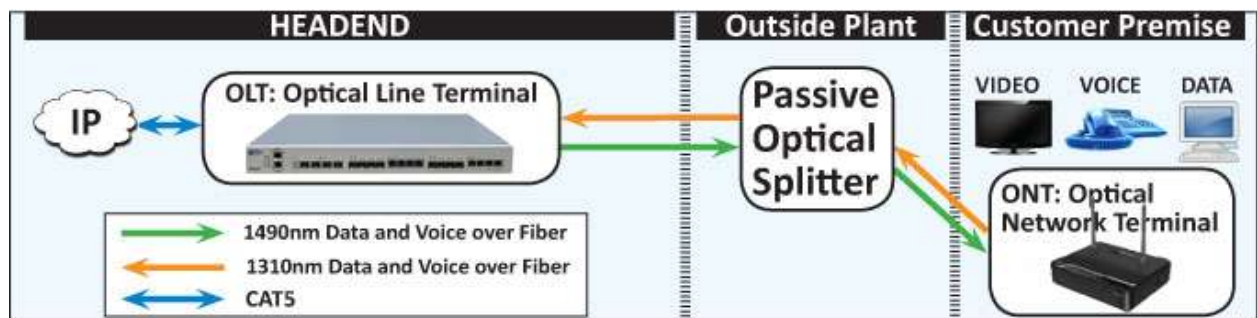 HEADEND
Outside Plant
Customer Premise
IP
OLT: Optical Line Terminal
Passive
Optical
Splitter
VIDEO
VOICE
DATA
ONT: Optical
Network Terminal
1490nm Data and Voice over Fiber
1310nm Data and Voice over Fiber
CAT5